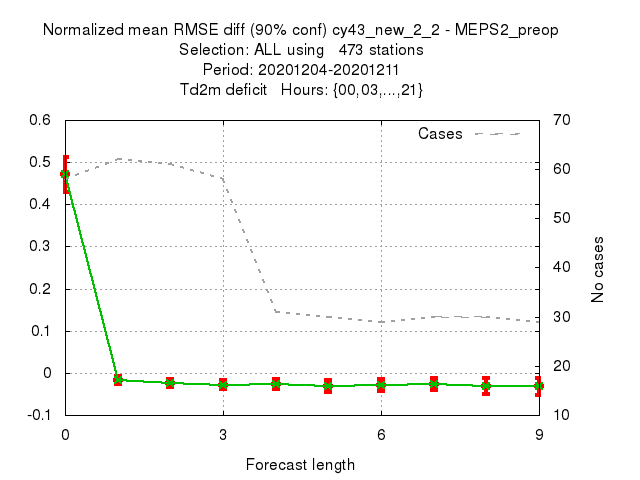 Normalized mean RMSE diff (90% conf) cy43_new_2_2 - MEPS2_preop
Selection: ALL using   473 stations
Period: 20201204-20201211
Td2m deficit   Hours: {00,03,...,21}
Cases
0.6
0.5
0.4
0.3
0.2
0.1
0
-0.1
70
60
50
40
30
20
10
No cases
0 3 6 9
Forecast length